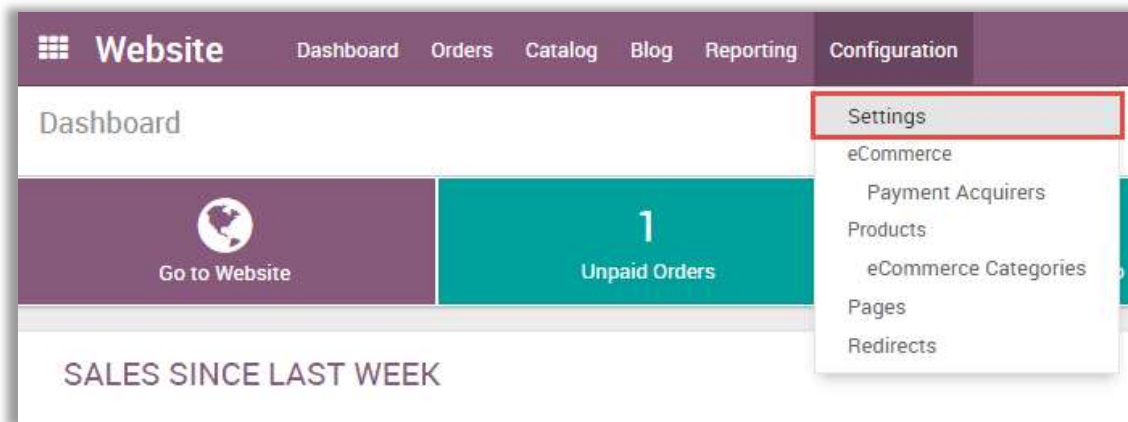 Website Dashboard Orders Catalog Blog Reporting Configuration
Dashboard
Settings
eCommerce
Payment Acquirers
Products
eCommerce Categories
Pages
Redirects
Go to Website
1
Unpaid Orders
SALES SINCE LAST WEEK